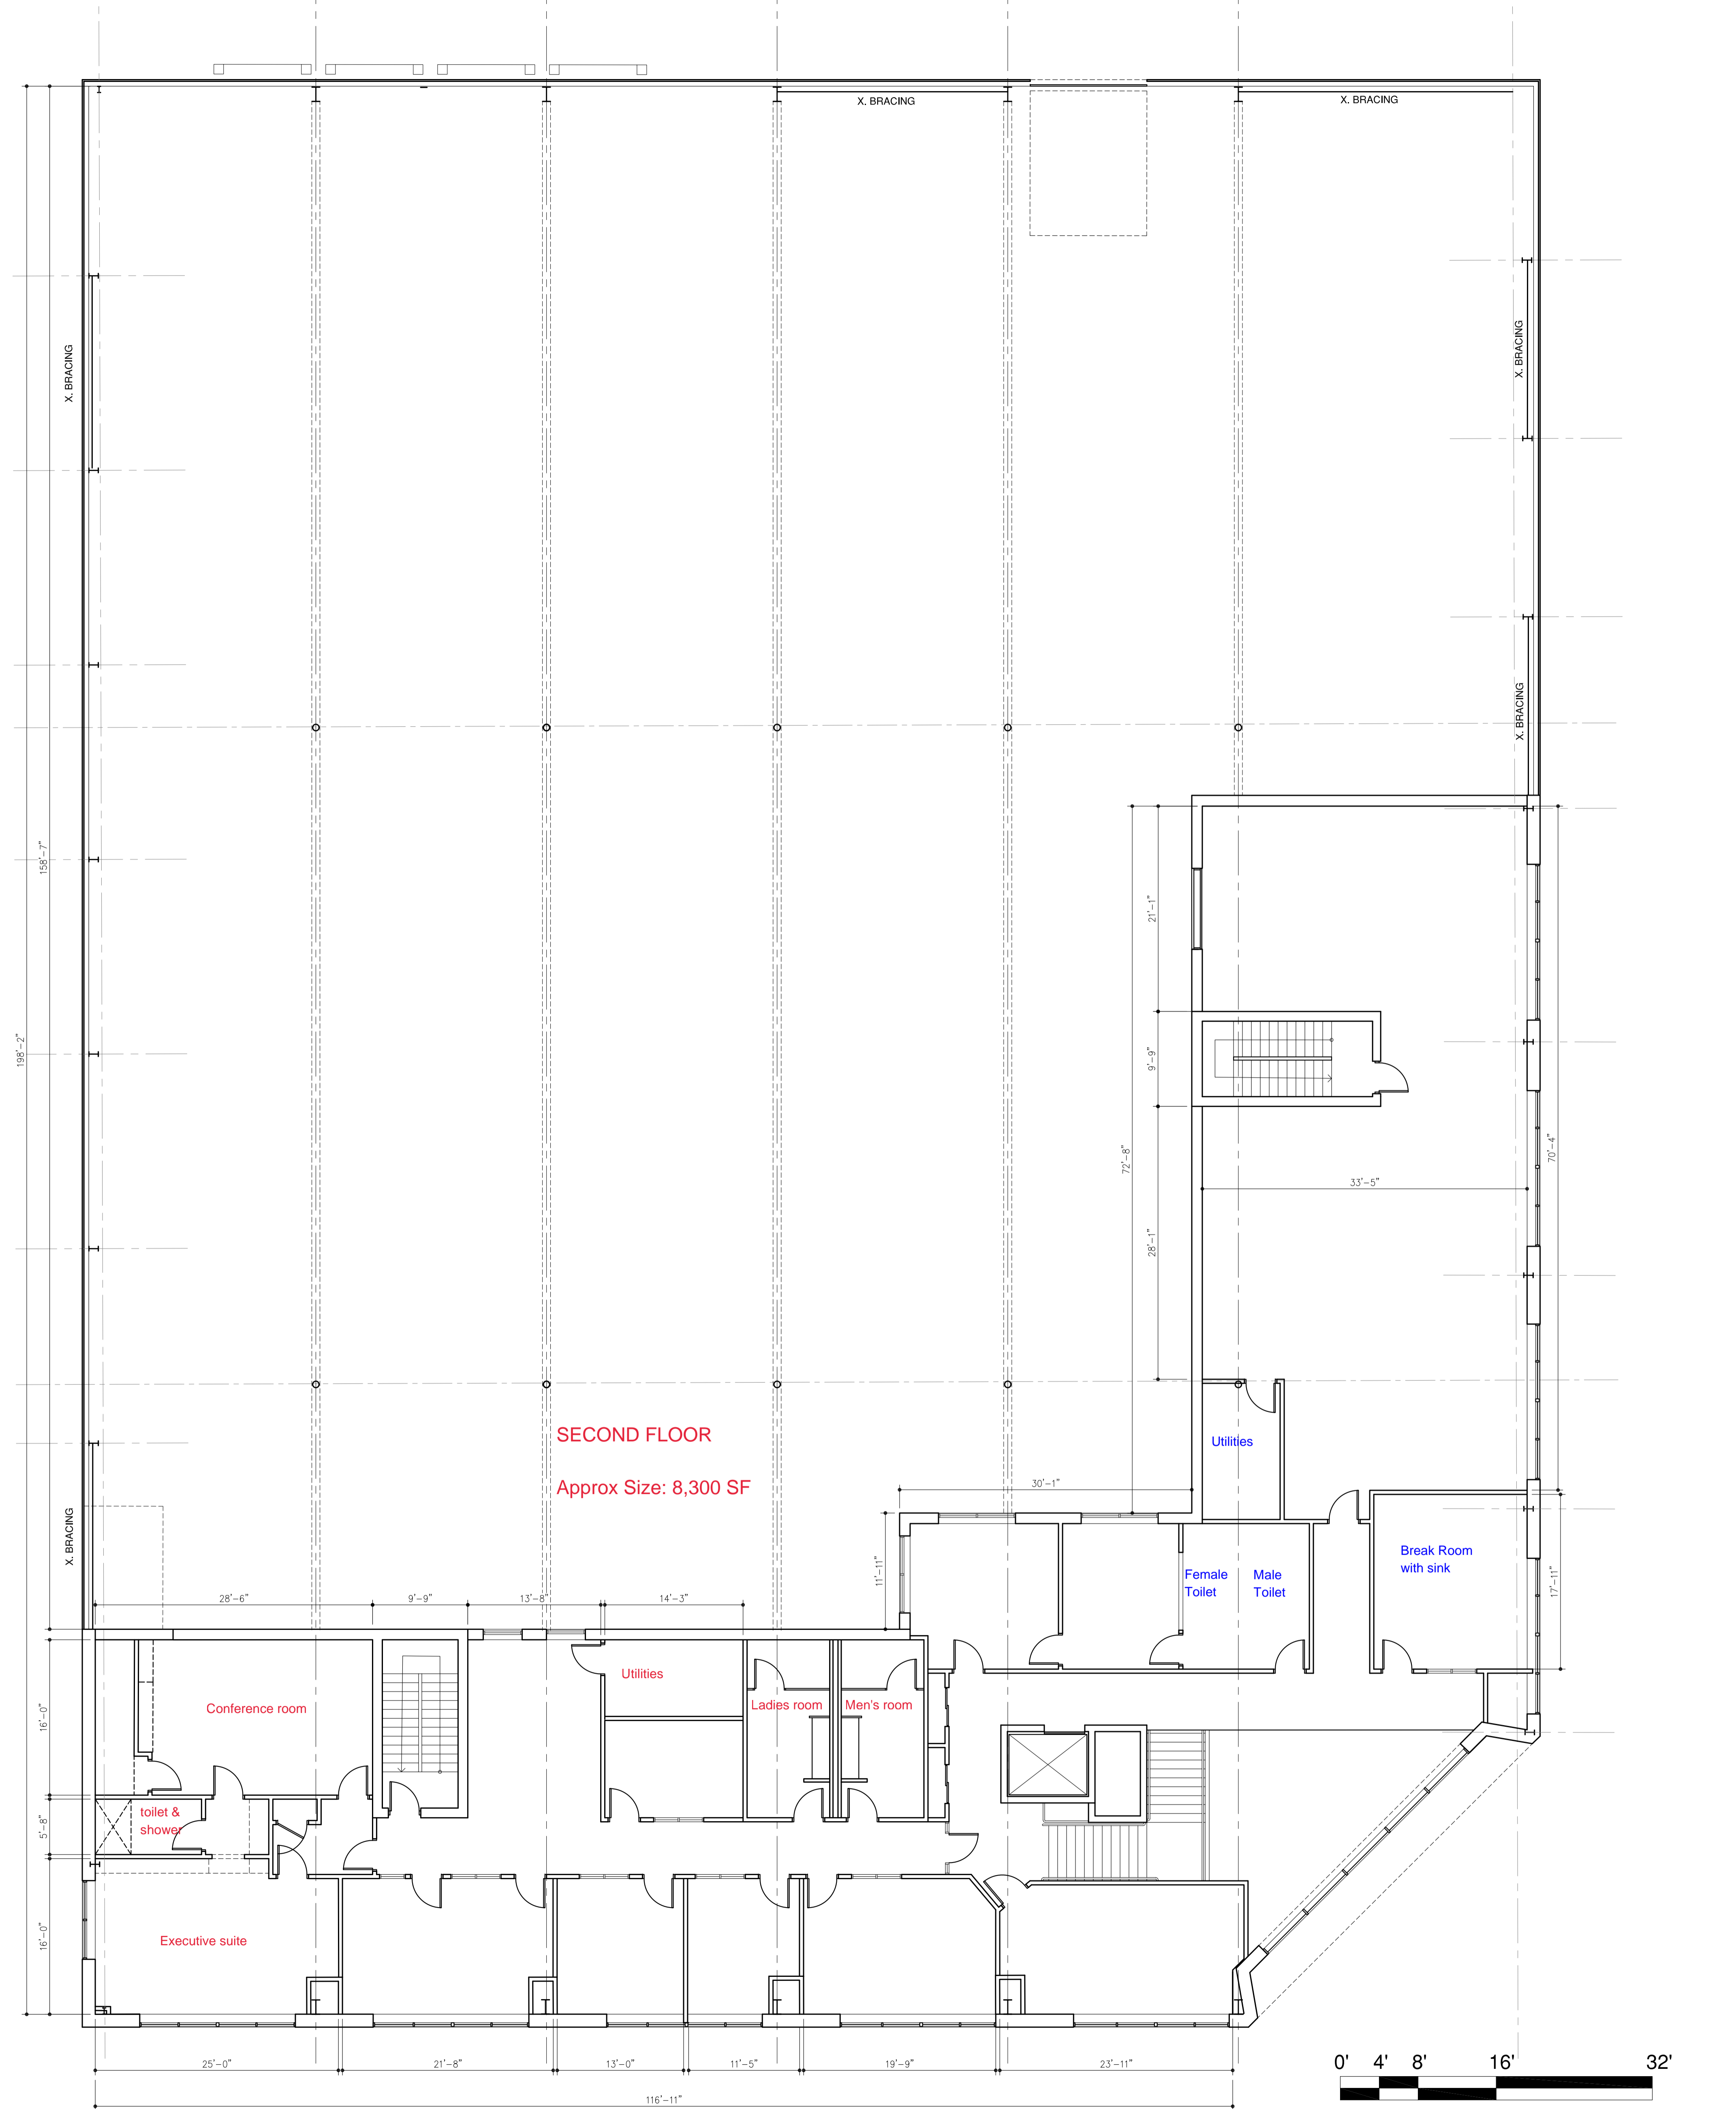 X. BRACING
X. BRACING
X. BRACING
X. BRACING
X. BRACING
158'-7"
21'-1"
198'-2"
9'-9"
72'-8"
70'-4"
33'-5"
28'-1"
SECOND FLOOR
Approx Size: 8,300 SF
Utilities
30'-1"
X. BRACING
11'-11"
Break Room
with sink
Female
Toilet
Male
Toilet
17'-11"
28'-6"
9'-9"
13'-8"
14'-3"
Utilities
16'-0"
Conference room
Ladies room
Men's room
5'-8"
toilet &
shower
16'-0"
Executive suite
25'-0"
21'-8"
13'-0"
11'-5"
19'-9"
23'-11"
116'-11"
0' 4' 8' 16' 32'